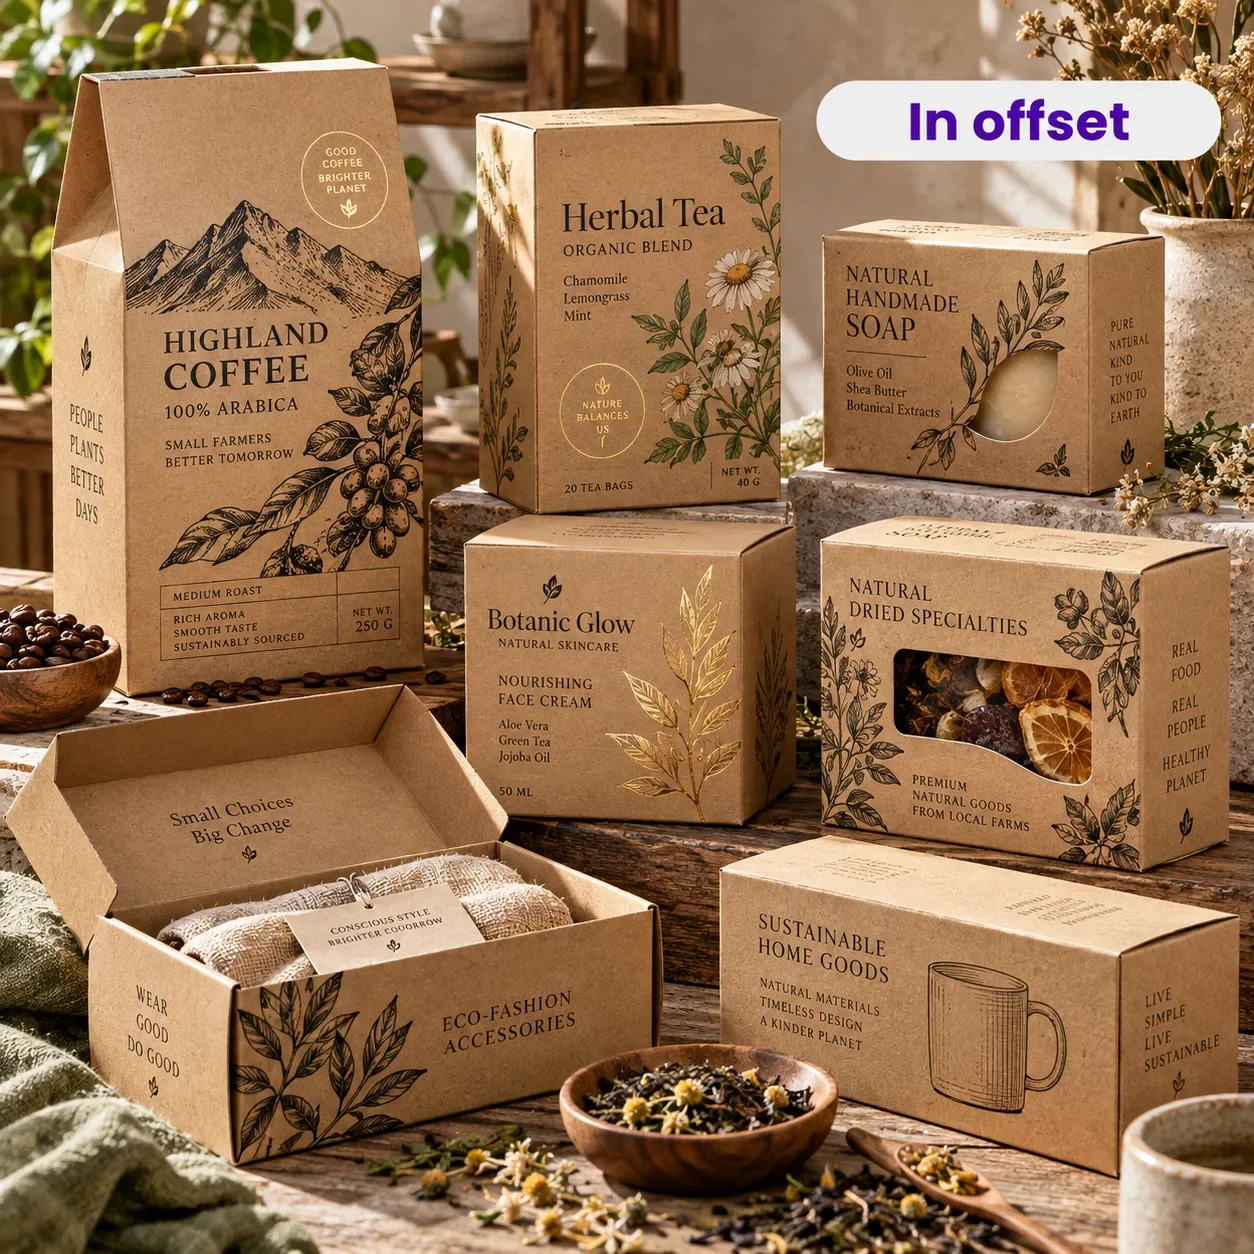 In offset
GOOD
COFFEE
BRIGHTER
PLANET
HIGHLAND
COFFEE
100% ARABICA
SMALL FARMERS
BETTER TOMORROW
MEDIUM ROAST
RICH AROMA
SMOOTH TASTE
SUSTAINABLY SOURCED
NET WT.
250 G
PEOPLE
PLANTS
BETTER
DAYS
Herbal Tea
ORGANIC BLEND
Chamomile
Lemongrass
Mint
NATURE
BALANCES
US
20 TEA BAGS
NET WT.
40 G
NATURAL
HANDMADE
SOAP
Olive Oil
Shea Butter
Botanical Extracts
PURE
NATURAL
KIND
TO YOU
KIND TO
EARTH
Botanic Glow
NATURAL SKINCARE
NOURISHING
FACE CREAM
Aloe Vera
Green Tea
Jojoba Oil
50 ML
NATURAL
DRIED SPECIALTIES
PREMIUM
NATURAL GOODS
FROM LOCAL FARMS
REAL
FOOD
REAL
PEOPLE
HEALTHY
PLANET
Small Choices
Big Change
CONSCIOUS STYLE
BRIGHTER COOORROW
WEAR
GOOD
DO GOOD
ECO-FASHION
ACCESSORIES
SUSTAINABLE
HOME GOODS
NATURAL MATERIALS
TIMELESS DESIGN
A KINDER PLANET
LIVE
SIMPLE
LIVE
SUSTAINABLE